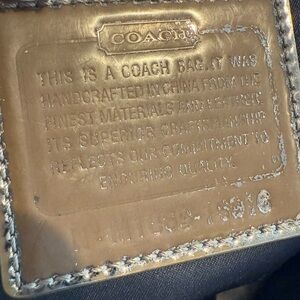 COACH
THIS IS A COACH BAG. IT WAS
HANDCRAFTED IN CHINA FROM THE
FINEST MATERIALS AND LEATHER.
ITS SUPERIOR CRAFTSMANSHIP
REFLECTS OUR COMMITMENT TO
ENDURING QUALITY.